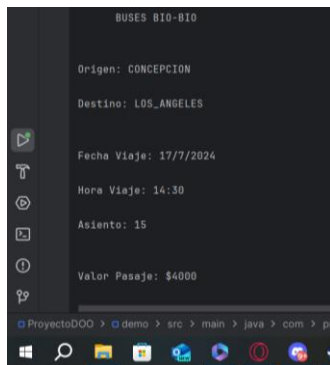 BUSES BIO-BIO
Origen: CONCEPCION
Destino: LOS_ANGELES
Fecha Viaje: 17/7/2024
Hora Viaje: 14:30
Asiento: 15
Valor Pasaje: $4000
ProyectoDOO > demo > src > main > java > com >